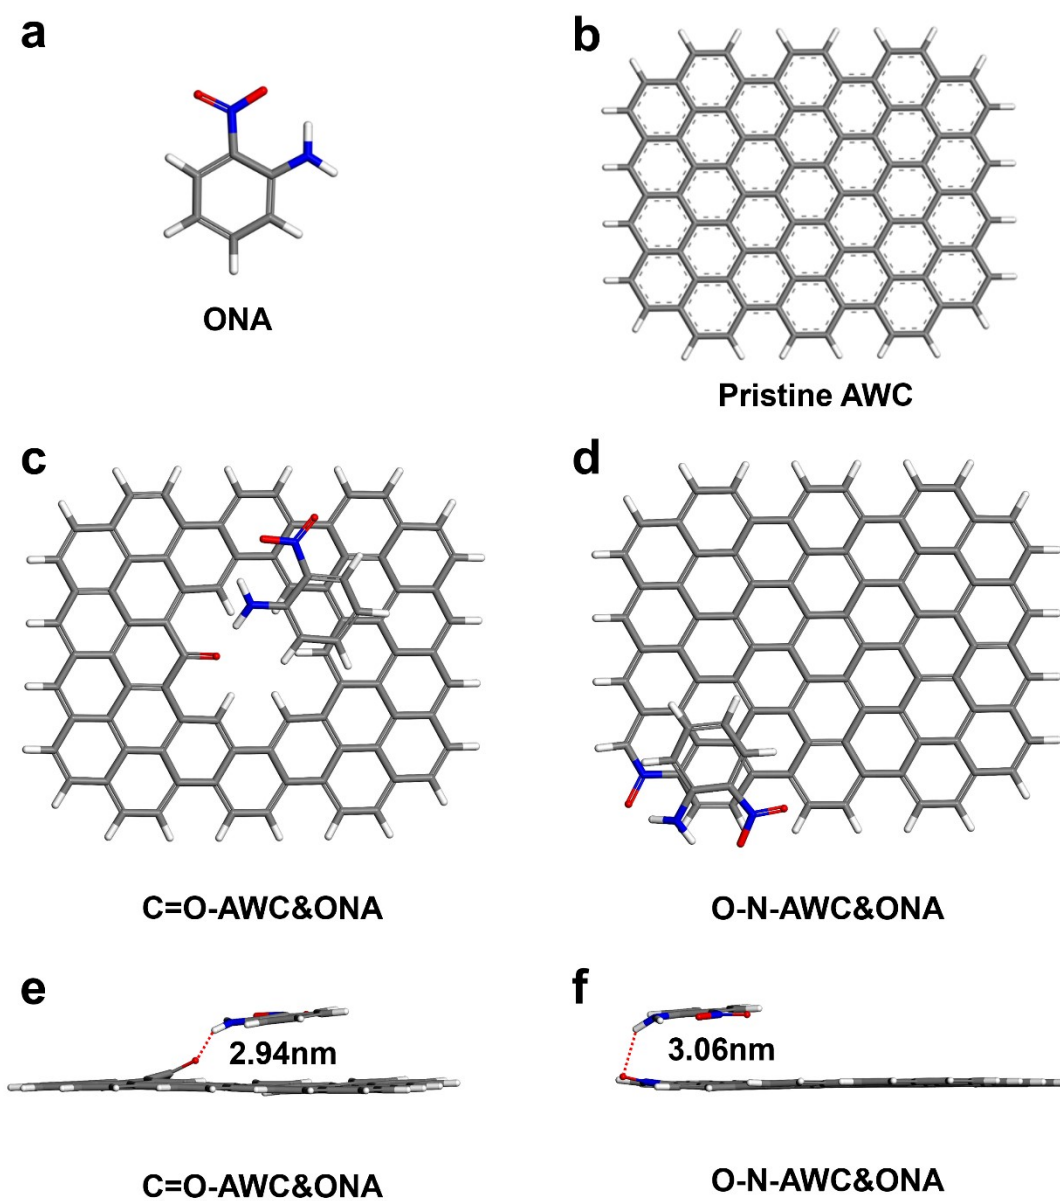 a
b
ONA
Pristine AWC
c
d
C=O-AWC&ONA
O-N-AWC&ONA
e
f
2.94nm
3.06nm
C=O-AWC&ONA
O-N-AWC&ONA